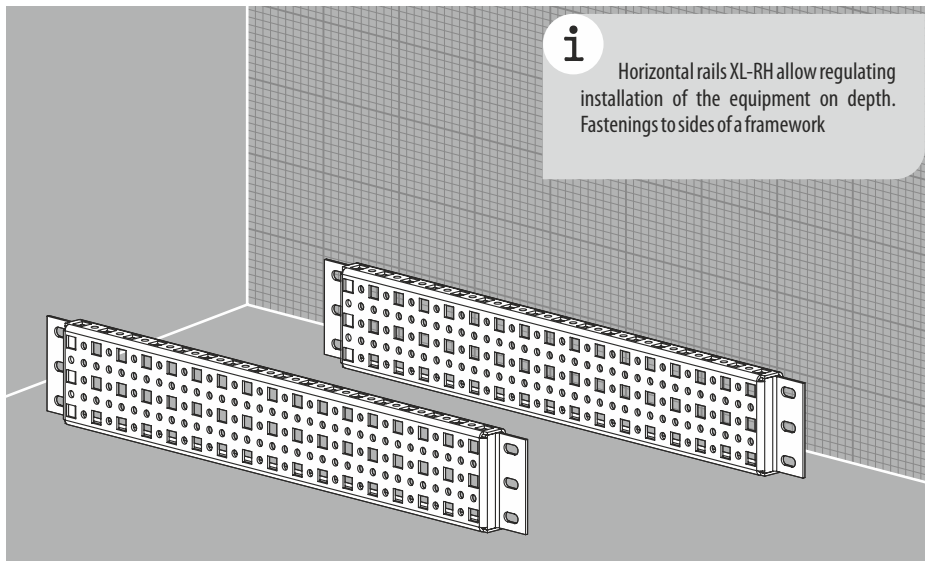 i
Horizontal rails XL-RH allow regulating
installation of the equipment on depth.
Fastenings to sides of a framework